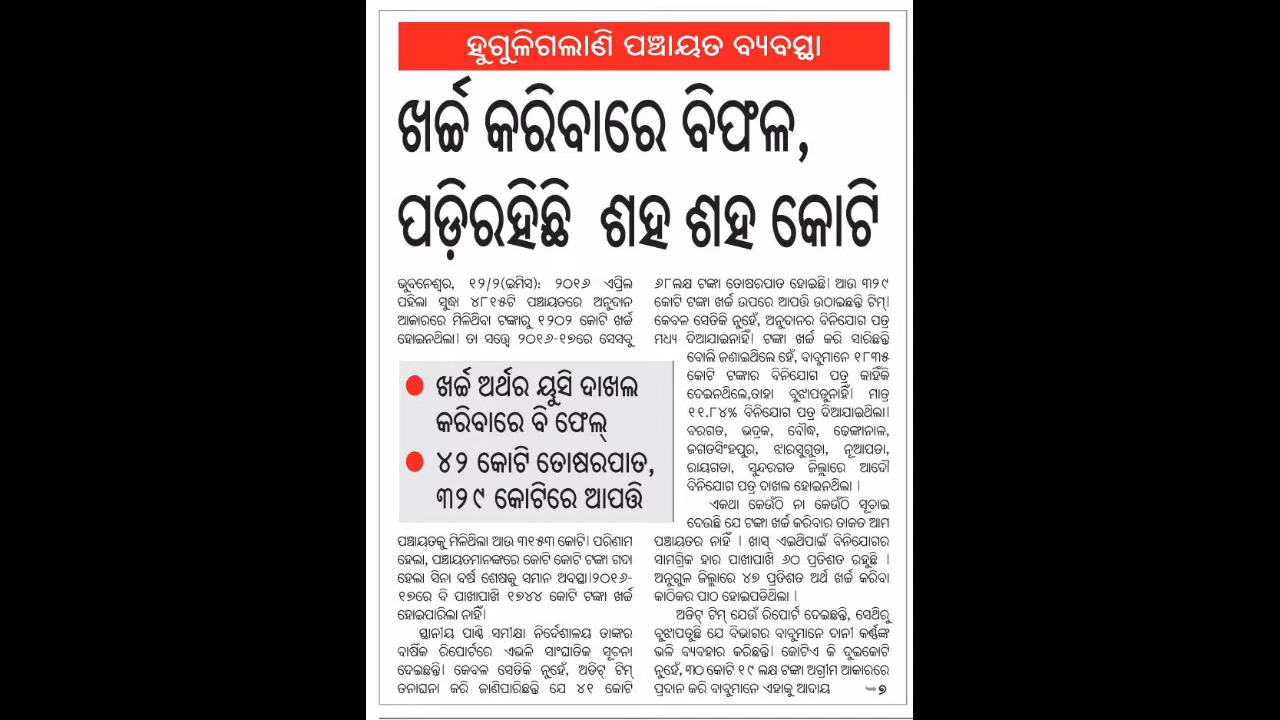 ହୁଗୁଳିଗଲାଣି ପଞ୍ଚାୟତ ବ୍ୟବସ୍ଥା
ଖର୍ଚ୍ଚ କରିବାରେ ବିଫଳ,
ପଡ଼ିରହିଛି ଶହ ଶହ କୋଟି
ଭୁବନେଶ୍ୱର, ୧୨/୨(ଇମିସ): ୨୦୧୬ ଏପ୍ରିଲ
ପହିଲା ସୁଦ୍ଧା ୪୮୧୫ଟି ପଞ୍ଚାୟତରେ ଅନୁଦାନ
ଆକାରରେ ମିଳିଥିବା ଟଙ୍କାରୁ ୧୨୦୨ କୋଟି ଖର୍ଚ୍ଚ
ହୋଇନଥିଲା। ତା ସତ୍ତ୍ୱେ ୨୦୧୬-୧୭ରେ ସେସବୁ
● ଖର୍ଚ୍ଚ ଅର୍ଥର ୟୁସି ଦାଖଲ
କରିବାରେ ବି ଫେଲ୍
● ୪୨ କୋଟି ତୋଷରପାତ,
୩୨୯ କୋଟିରେ ଆପତ୍ତି
ପଞ୍ଚାୟତକୁ ମିଳିଥିଲା ଆଉ ୩୧୫୩ କୋଟି। ପରିଣାମ
ହେଲା, ପଞ୍ଚାୟତମାନଙ୍କରେ କୋଟି କୋଟି ଟଙ୍କା ଗଦା
ହେଲା ସିନା ବର୍ଷ ଶେଷକୁ ସମାନ ଅବସ୍ଥା।୨୦୧୬-
୧୭ରେ ବି ପାଖାପାଖି ୧୭୪୪ କୋଟି ଟଙ୍କା ଖର୍ଚ୍ଚ
ହୋଇପାରିଲା ନାହିଁ।
ସ୍ଥାନୀୟ ପାଣ୍ଠି ସମୀକ୍ଷା ନିର୍ଦେଶାଳୟ ତାଙ୍କର
ବାର୍ଷିକ ରିପୋର୍ଟରେ ଏଭଳି ସାଂଘାତିକ ସୂଚନା
ଦେଇଛନ୍ତି। କେବଳ ସେତିକି ନୁହେଁ, ଅଡିଟ୍ ଟିମ୍
ତନାଘନା କରି ଜାଣିପାରିଛନ୍ତି ଯେ ୪୧ କୋଟି
୬୮ ଲକ୍ଷ ଟଙ୍କା ତୋଷରପାତ ହୋଇଛି। ଆଉ ୩୨୯
କୋଟି ଟଙ୍କା ଖର୍ଚ୍ଚ ଉପରେ ଆପତ୍ତି ଉଠାଇଛନ୍ତି ଟିମ୍।
କେବଳ ସେତିକି ନୁହେଁ, ଅନୁଦାନର ବିନିଯୋଗ ପତ୍ର
ମଧ୍ୟ ଦିଆଯାଇନାହିଁ। ଟଙ୍କା ଖର୍ଚ୍ଚ କରି ସାରିଛନ୍ତି
ବୋଲି ଜଣାଇଥିଲେ ହେଁ, ବାବୁମାନେ ୧୮୩୫
କୋଟି ଟଙ୍କାର ବିନିଯୋଗ ପତ୍ର କାହିଁକି
ଦେଇନଥିଲେ,ତାହା ବୁଝାପଡୁନାହିଁ। ମାତ୍ର
୧୧.୮୪% ବିନିଯୋଗ ପତ୍ର ଦିଆଯାଇଥିଲା।
ବରଗଡ, ଭଦ୍ରକ, ବୌଦ୍ଧ, ଢେଙ୍କାନାଳ,
ଜଗତସିଂହପୁର, ଝାରସୁଗୁଡା, ନୂଆପଡା,
ରାୟଗଡା, ସୁନ୍ଦରଗଡ ଜିଲ୍ଲାରେ ଆଦୌ
ବିନିଯୋଗ ପତ୍ର ଦାଖଲ ହୋଇନଥିଲା ।
ଏକଥା କେଉଁଠି ନା କେଉଁଠି ସୂଚାଇ
ଦେଉଛି ଯେ ଟଙ୍କା ଖର୍ଚ୍ଚ କରିବାର ତାକତ ଆମ
ପଞ୍ଚାୟତର ନାହିଁ । ଖାସ୍ ଏଇଥିପାଇଁ ବିନିଯୋଗର
ସାମଗ୍ରିକ ହାର ପାଖାପାଖି ୬୦ ପ୍ରତିଶତ ରହୁଛି ।
ଅନୁଗୁଳ ଜିଲ୍ଲାରେ ୪୭ ପ୍ରତିଶତ ଅର୍ଥ ଖର୍ଚ୍ଚ କରିବା
କାଠିକର ପାଠ ହୋଇପଡିଥିଲା ।
ଅଡିଟ୍ ଟିମ୍ ଯେଉଁ ରିପୋର୍ଟ ଦେଇଛନ୍ତି, ସେଥିରୁ
ବୁଝାପଡୁଛି ଯେ ବିଭାଗର ବାବୁମାନେ ଦାନୀ କର୍ଣ୍ଣଙ୍କ
ଭଳି ବ୍ୟବହାର କରିଛନ୍ତି। କୋଟିଏ କି ଦୁଇକୋଟି
ନୁହେଁ, ୩୦ କୋଟି ୧୯ ଲକ୍ଷ ଟଙ୍କା ଅଗ୍ରୀମ ଆକାରରେ
ପ୍ରଦାନ କରି ବାବୁମାନେ ଏହାକୁ ଆଦାୟ ୭